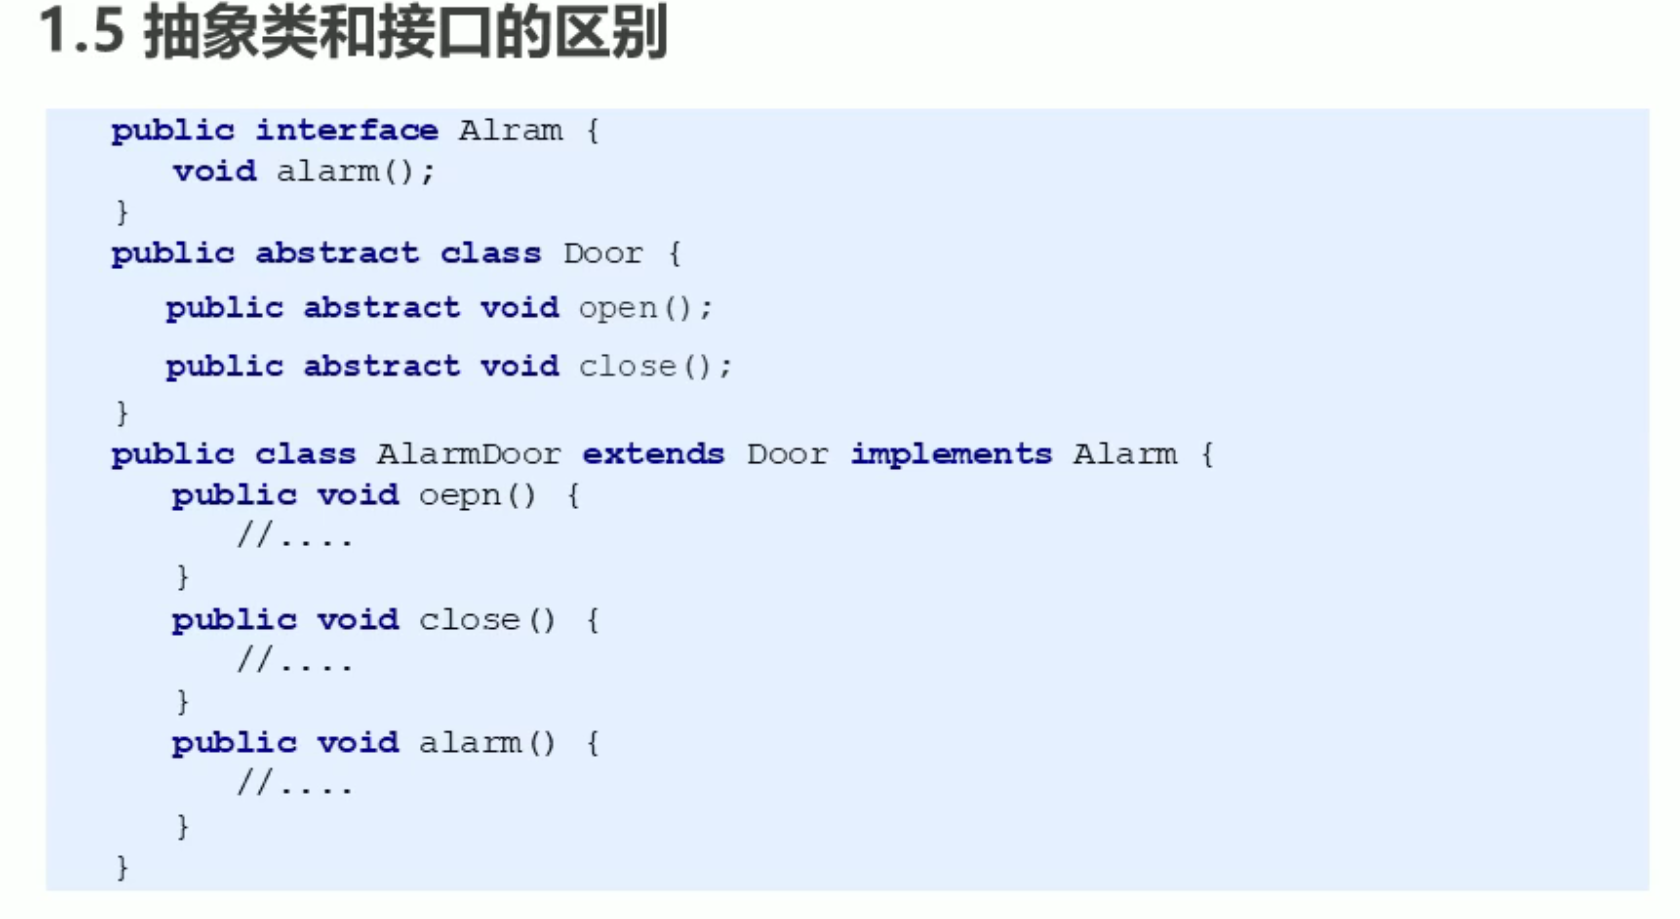 1.5 抽象类和接口的区别
public interface Alram {
void alarm();
}
public abstract class Door {
public abstract void open();
public abstract void close();
}
public class AlarmDoor extends Door implements Alarm {
public void oepn() {
//....
}
public void close() {
//....
}
public void alarm() {
//....
}
}